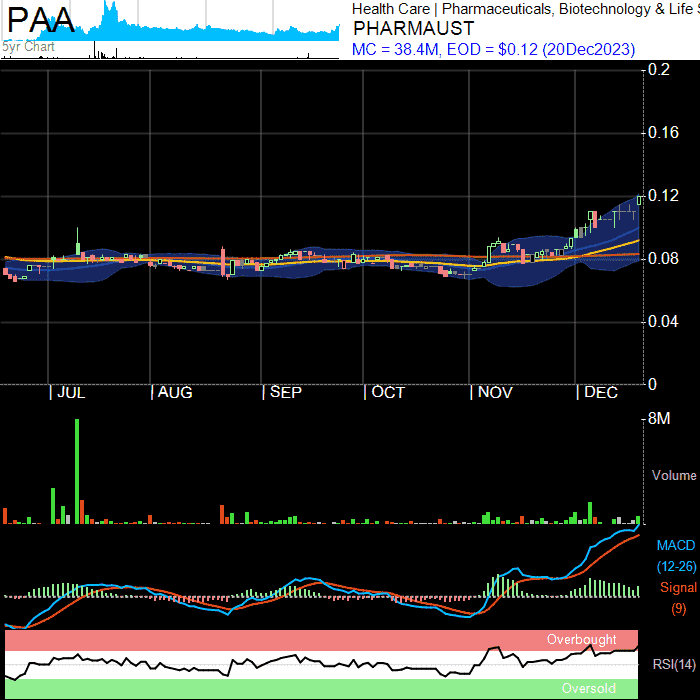 PAA
5yr Chart
Health Care | Pharmaceuticals, Biotechnology & Life S
PHARMAUST
MC = 38.4M, EOD = $0.12 (20Dec2023)
0.2
0.16
0.12
0.08
0.04
0
| JUL | AUG | SEP | OCT | NOV | DEC
8M
Volume
MACD
(12-26)
Signal
(9)
Overbought
RSI(14)
Oversold